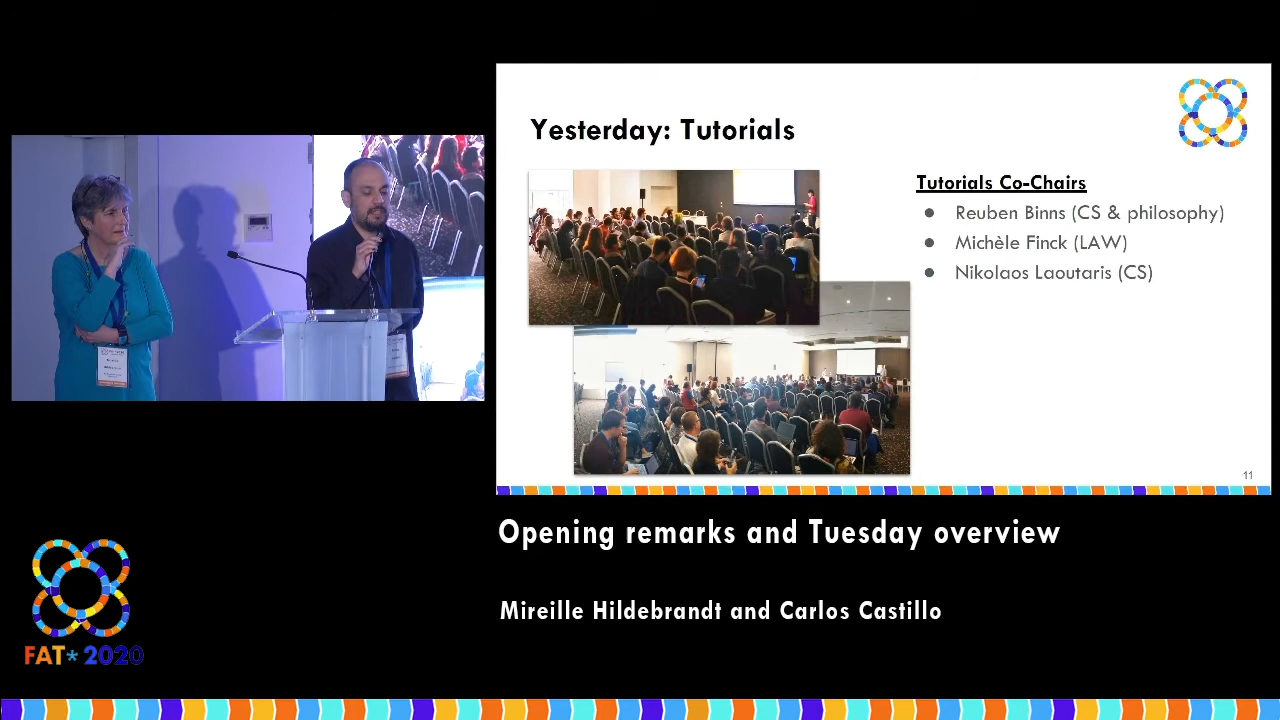 Yesterday: Tutorials
Tutorials Co-Chairs
● Reuben Binns (CS & philosophy)
● Michèle Finck (LAW)
● Nikolaos Laoutaris (CS)
11
Opening remarks and Tuesday overview
Mireille Hildebrandt and Carlos Castillo
FAT* 2020